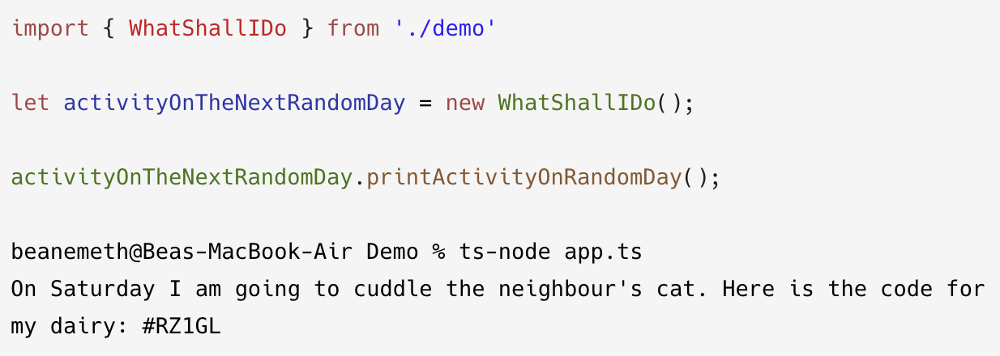 import { WhatShallIDo } from './demo'
let activityOnTheNextRandomDay = new WhatShallIDo();
activityOnTheNextRandomDay.printActivityOnRandomDay();
beanemeth@Beas-MacBook-Air Demo % ts-node app.ts
On Saturday I am going to cuddle the neighbour's cat. Here is the code for
my dairy: #RZ1GL